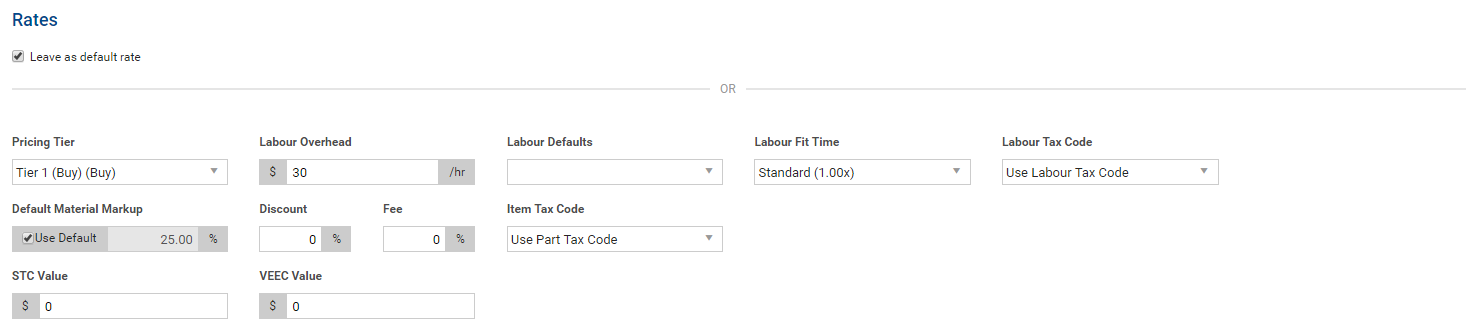 Rates
Leave as default rate
OR
Pricing Tier Labour Overhead Labour Defaults Labour Fit Time Labour Tax Code
Tier 1 (Buy) (Buy) $ 30 /hr Standard (1.00x) Use Labour Tax Code
Default Material Markup Discount Fee Item Tax Code
Use Default 25.00 % 0 % 0 % Use Part Tax Code
STC Value VEEC Value
$ 0 $ 0